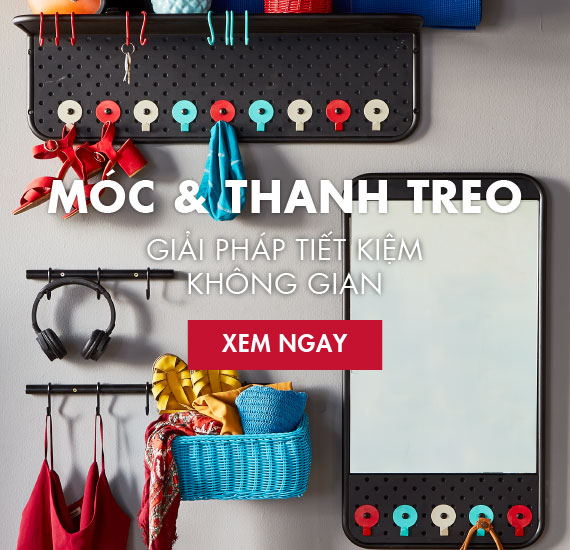 MÓC & THANH TREO
GIẢI PHÁP TIẾT KIỆM
KHÔNG GIAN
XEM NGAY